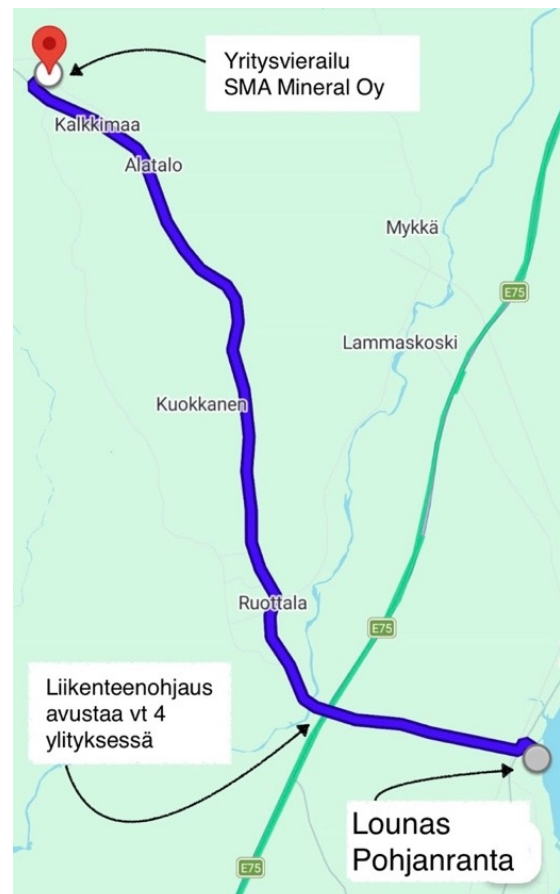 Yritysvierailu
SMA Mineral Oy
Kalkkimaa
Alatalo
Mykkä
E75
Lammaskoski
Kuokkanen
Ruottala
E75
Liikenteenohjaus
avustaa vt 4
ylityksessä
Lounas
Pohjanranta
E75